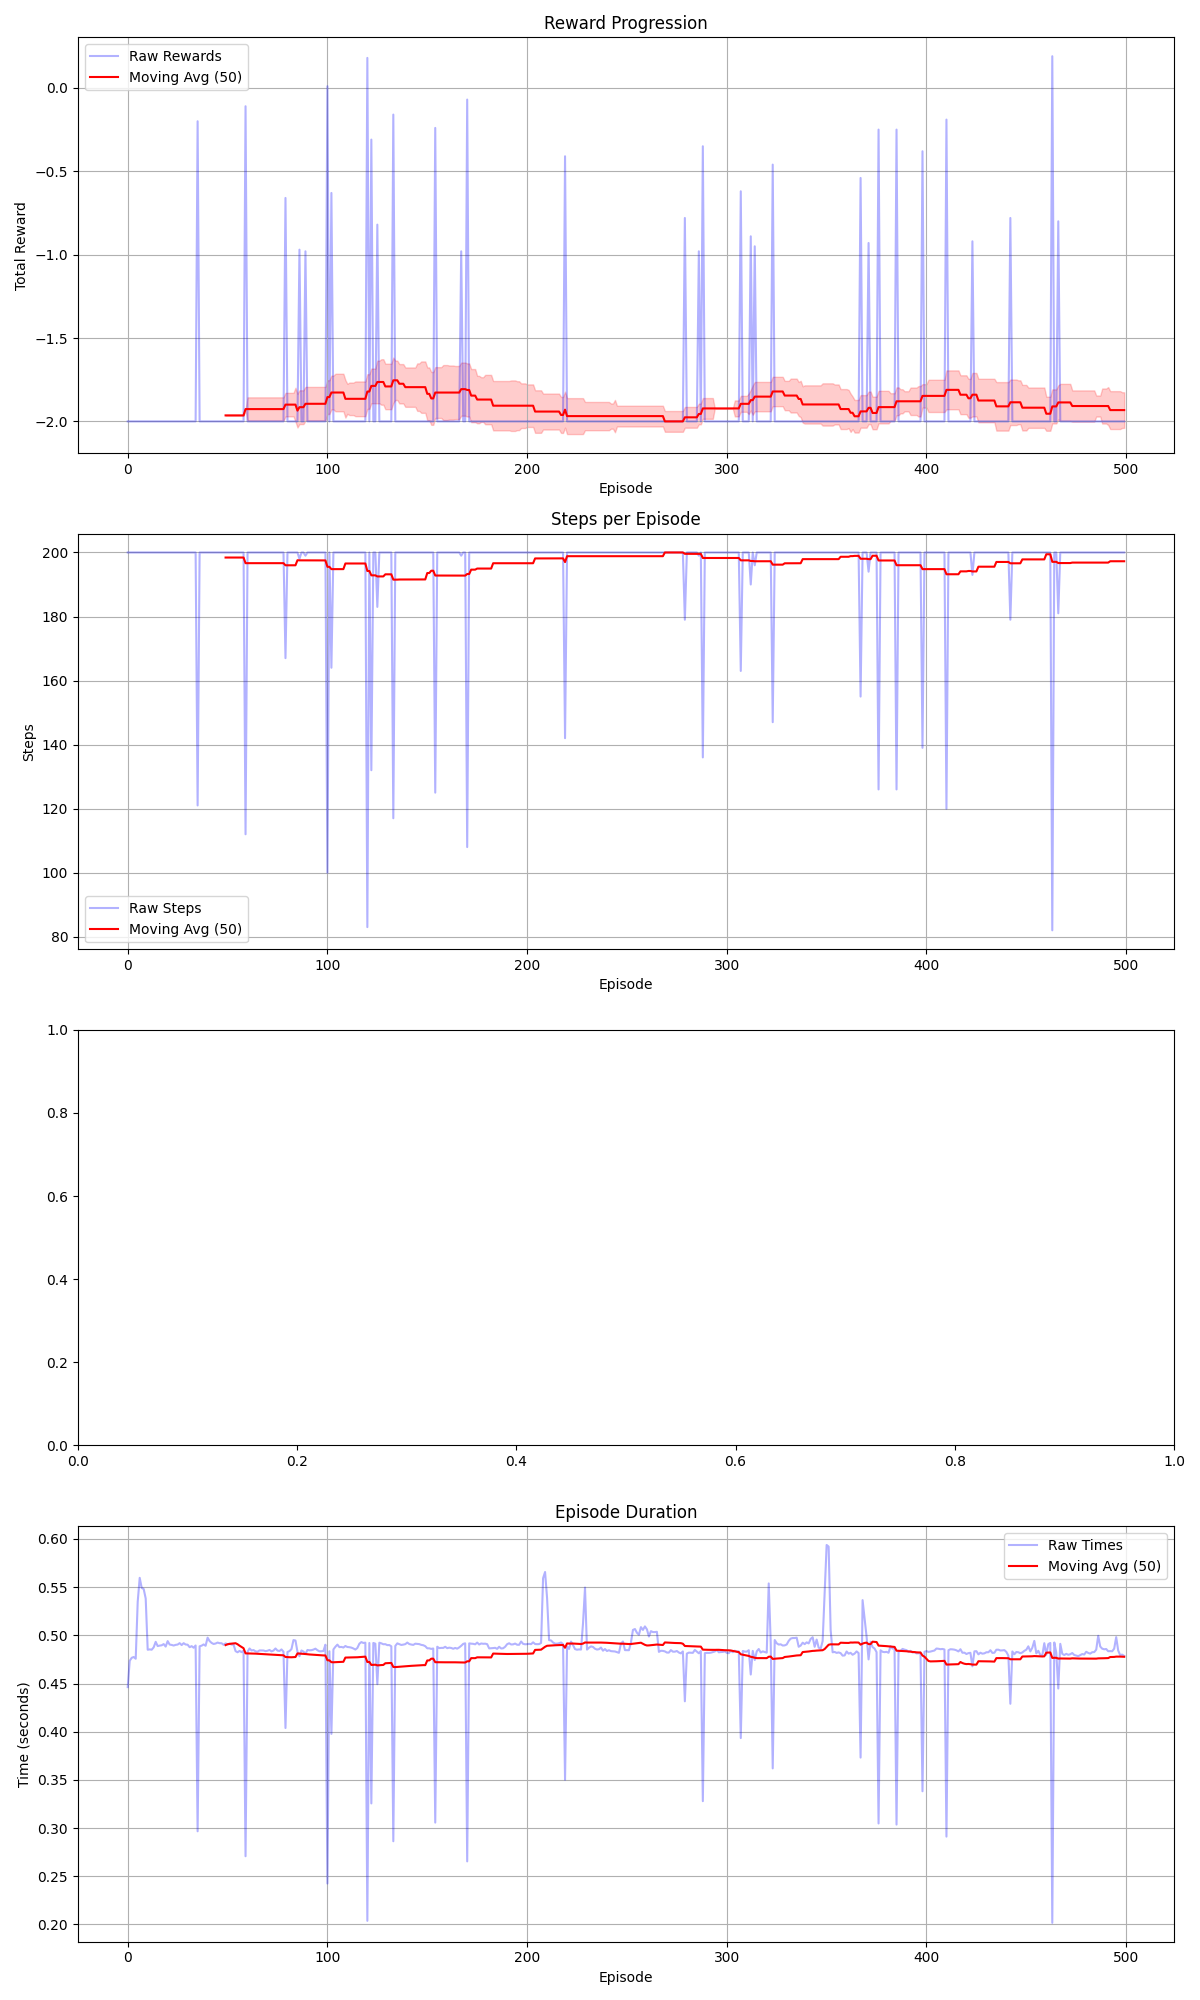 Reward Progression
Raw Rewards
Moving Avg (50)
Total Reward
0.0
−0.5
−1.0
−1.5
−2.0
0 100 200 300 400 500
Episode
Steps per Episode
200
180
160
140
120
100
80
Steps
Raw Steps
Moving Avg (50)
0 100 200 300 400 500
Episode
1.0
0.8
0.6
0.4
0.2
0.0
0.0 0.2 0.4 0.6 0.8 1.0
Episode Duration
Raw Times
Moving Avg (50)
0.60
0.55
0.50
0.45
0.40
0.35
0.30
0.25
0.20
Time (seconds)
0 100 200 300 400 500
Episode